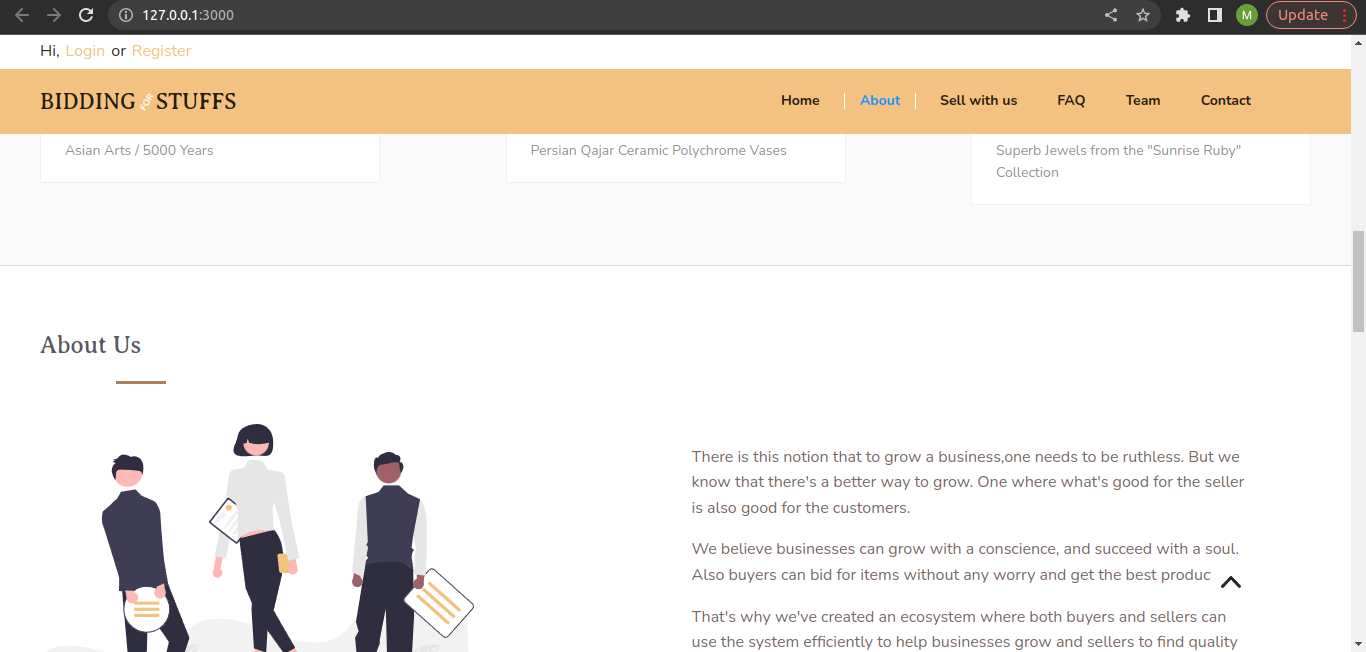 127.0.0.1:3000
M
Update
Hi, Login or Register
BIDDING FOR STUFFS
Home
About
Sell with us
FAQ
Team
Contact
Asian Arts / 5000 Years
Persian Qajar Ceramic Polychrome Vases
Superb Jewels from the "Sunrise Ruby"
Collection
About Us
There is this notion that to grow a business,one needs to be ruthless. But we
know that there's a better way to grow. One where what's good for the seller
is also good for the customers.
We believe businesses can grow with a conscience, and succeed with a soul.
Also buyers can bid for items without any worry and get the best produc
That's why we've created an ecosystem where both buyers and sellers can
use the system efficiently to help businesses grow and sellers to find quality